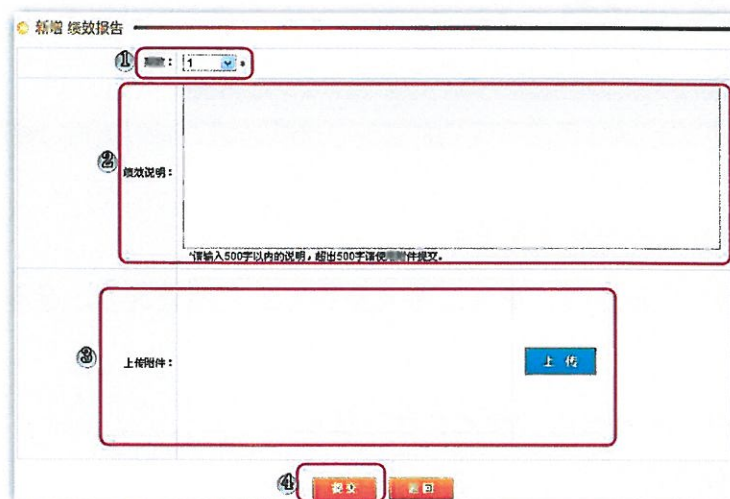 新增 绩效报告
① : 1 *
② 绩效说明:
*请输入500字以内的说明,超出500字请使 附件提交。
③ 上传附件: 上 传
④ 提交 返回